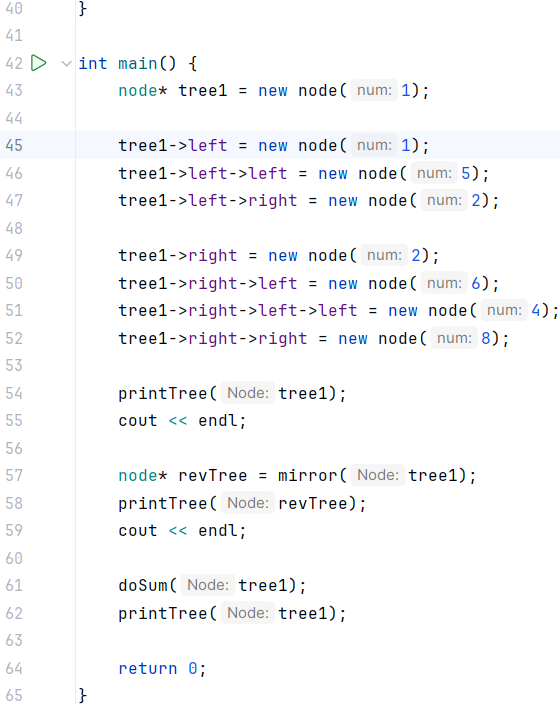 40 }
41
42 int main() {
43 node* tree1 = new node( num: 1);
44
45 tree1->left = new node( num: 1);
46 tree1->left->left = new node( num: 5);
47 tree1->left->right = new node( num: 2);
48
49 tree1->right = new node( num: 2);
50 tree1->right->left = new node( num: 6);
51 tree1->right->left->left = new node( num: 4);
52 tree1->right->right = new node( num: 8);
53
54 printTree( Node: tree1);
55 cout << endl;
56
57 node* revTree = mirror( Node: tree1);
58 printTree( Node: revTree);
59 cout << endl;
60
61 doSum( Node: tree1);
62 printTree( Node: tree1);
63
64 return 0;
65 }